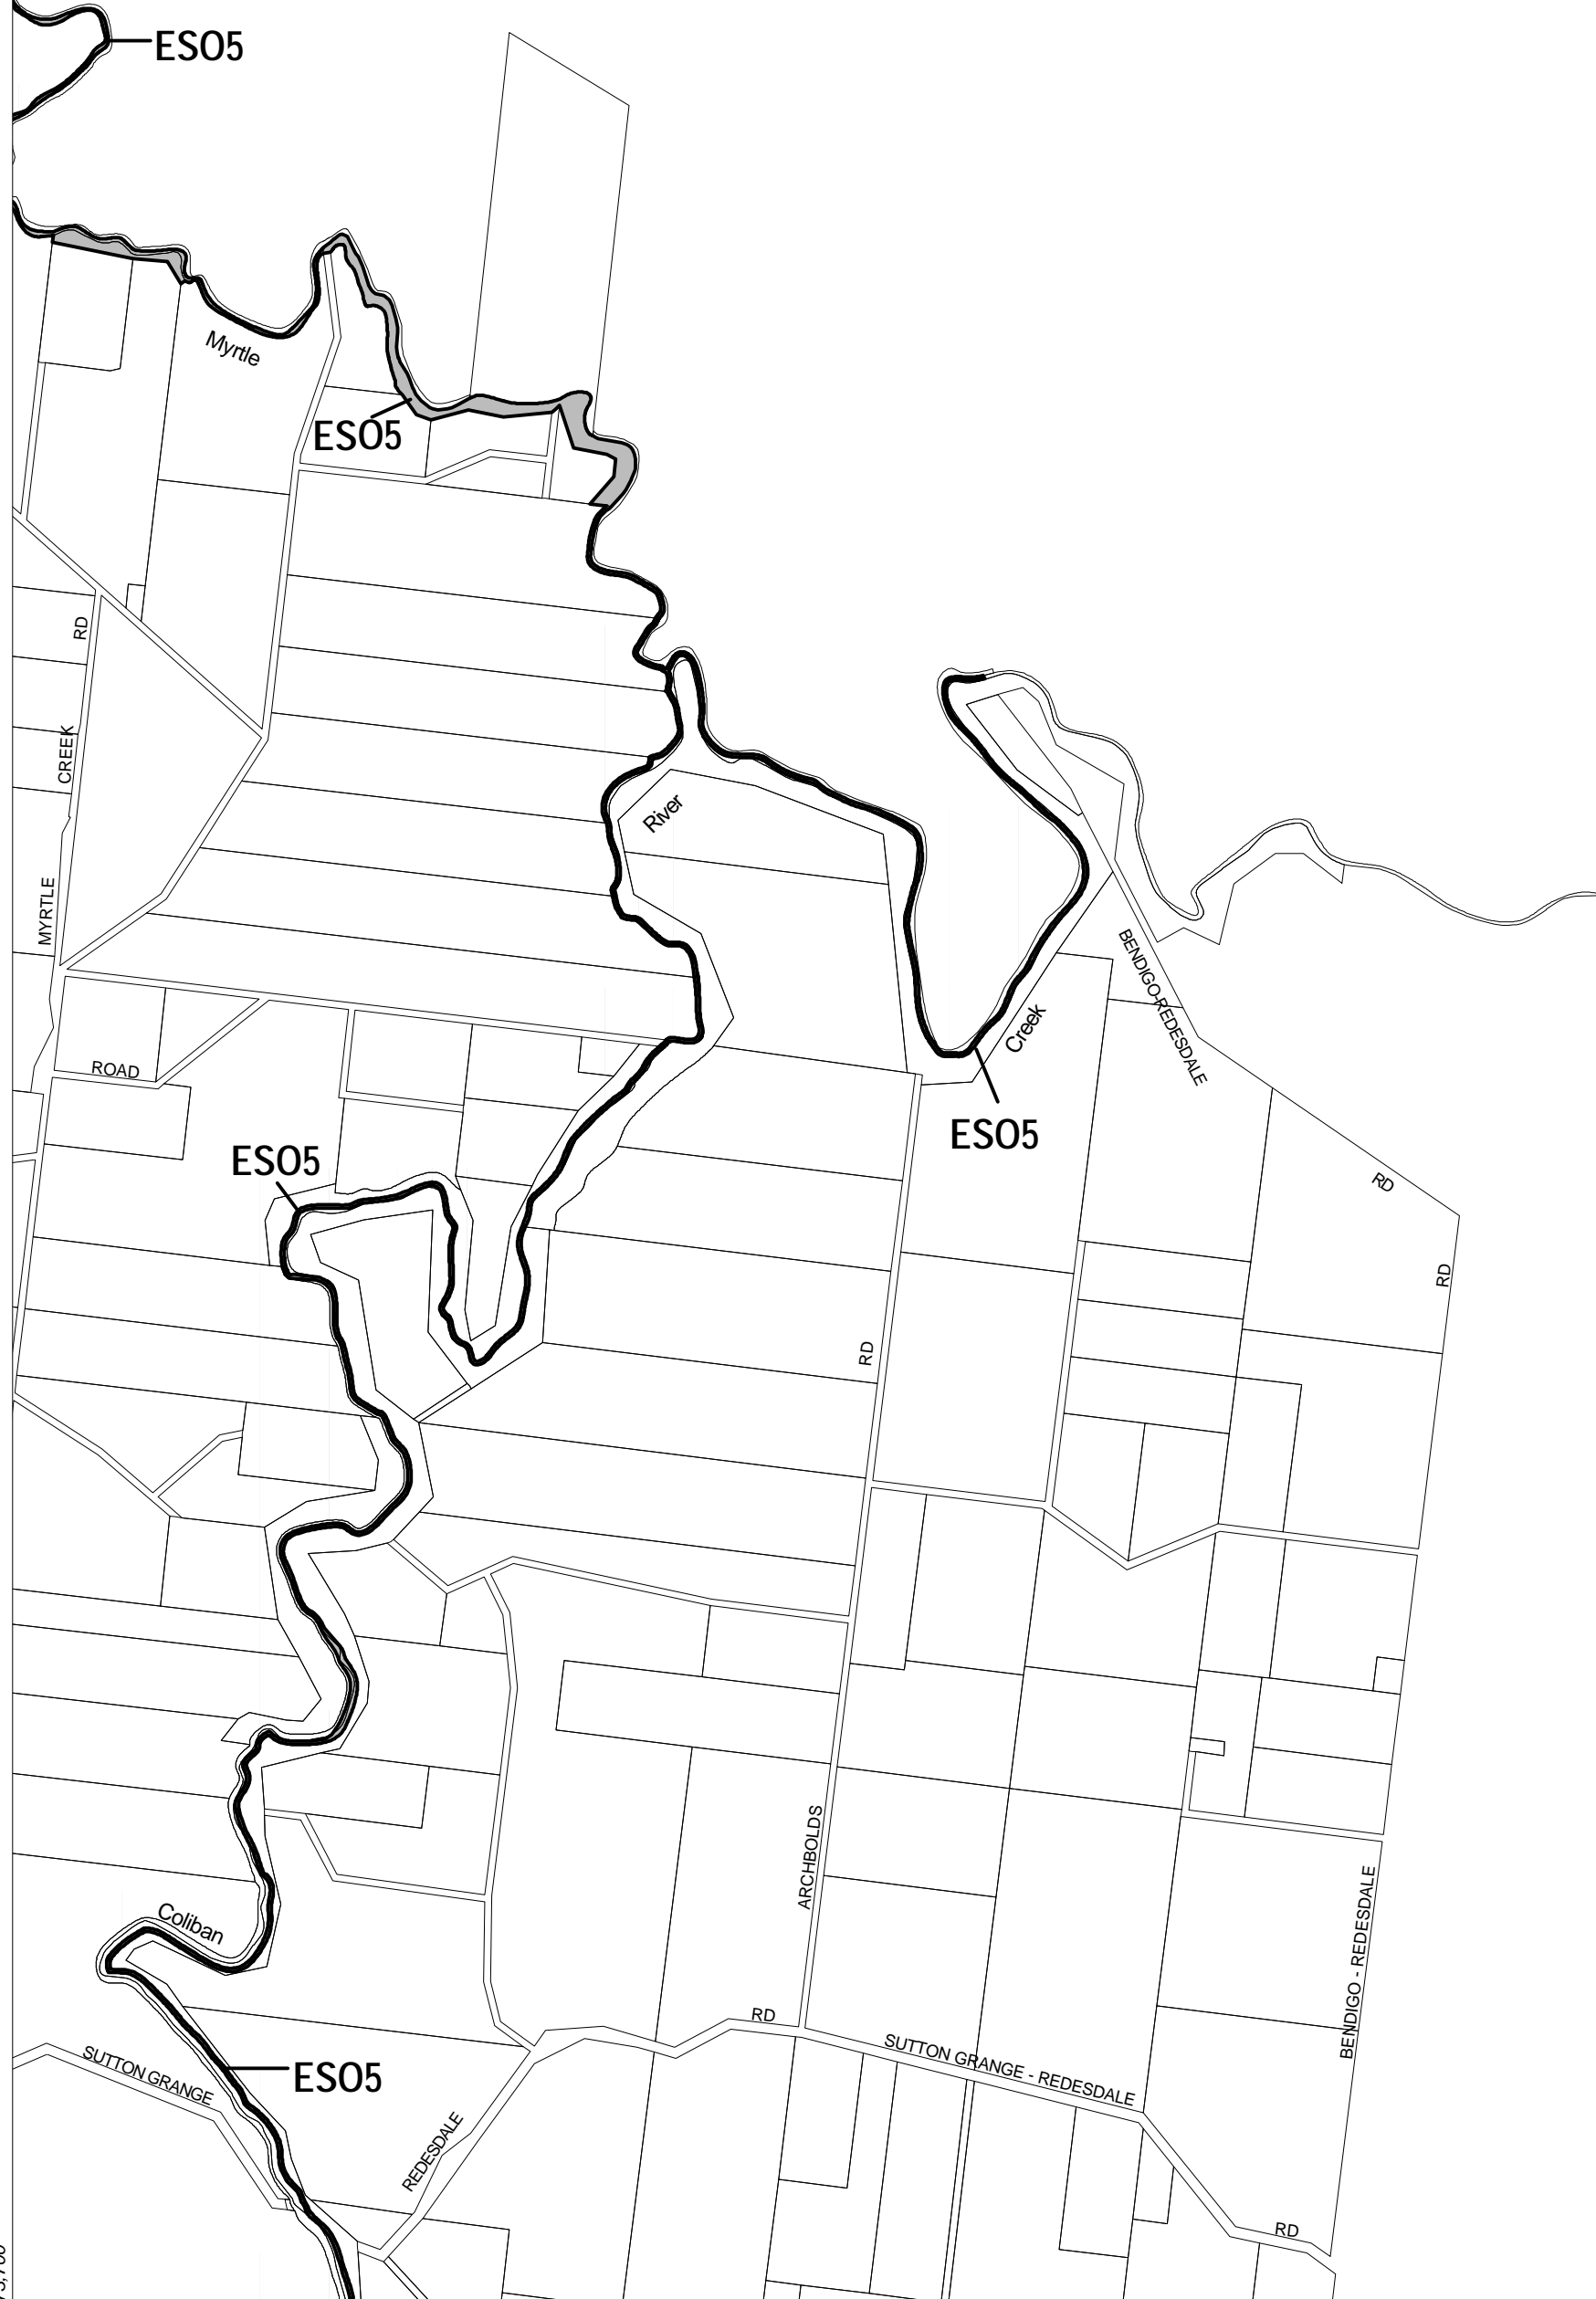 ESO5
Myrtle
ESO5
RD
CREEK
River
MYRTLE
BENDIGO-REDESDALE
Creek
ROAD
ESO5
ESO5
RD
RD
RD
ARCHBOLDS
BENDIGO - REDESDALE
Coliban
RD
SUTTON GRANGE - REDESDALE
SUTTON GRANGE
ESO5
REDESDALE
RD